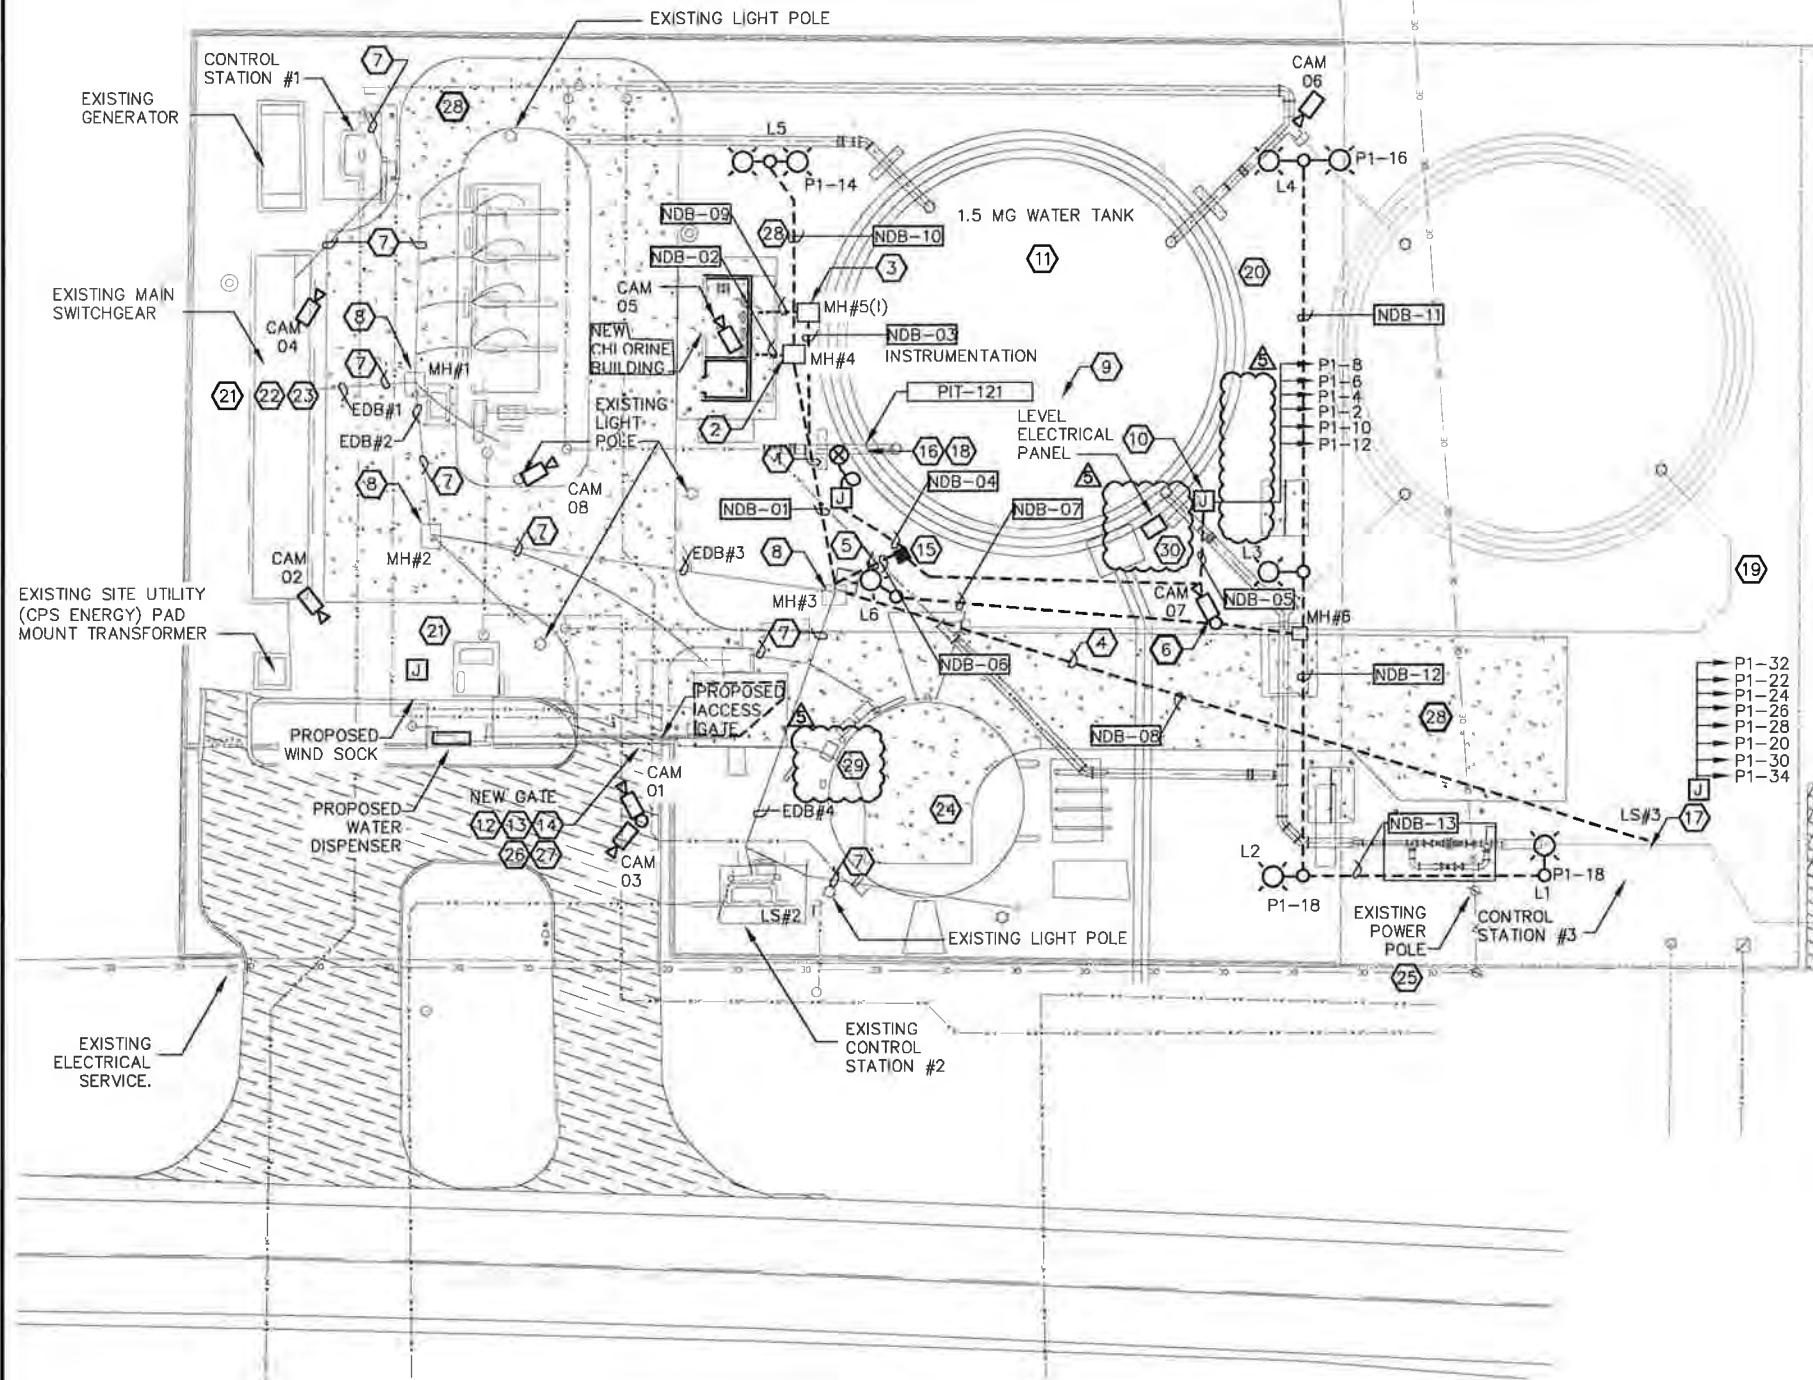 EXISTING LIGHT POLE
CONTROL
STATION #1
7
CAM
06
EXISTING
GENERATOR
28
OE
OE
OE
L5
P1-14
L4
P1-16
1.5 MG WATER TANK
NDB-09
28
NDB-10
NDB-02
3
11
20
7
CAM
05
MH#5(I)
NDB-11
EXISTING MAIN
SWITCHGEAR
CAM
04
8
NEW
CHLORINE
BUILDING
NDB-03
INSTRUMENTATION
MH#4
7
MH#1
9
5
P1-8
P1-6
P1-4
P1-2
P1-10
P1-12
21
22
23
EDB#1
EDB#2
EXISTING
LIGHT
POLE
PIT-121
2
LEVEL
ELECTRICAL
PANEL
10
1
16
18
5
8
7
CAM
08
NDB-04
J
J
NDB-01
NDB-07
7
MH#2
EDB#3
8
5
15
30
L3
19
CAM
02
MH#3
L6
CAM
07
NDB-05
MH#6
EXISTING SITE UTILITY
(CPS ENERGY) PAD
MOUNT TRANSFORMER
21
J
7
4
6
NDB-06
NDB-12
PROPOSED
ACCESS
GATE
P1-32
P1-22
P1-24
P1-26
P1-28
P1-20
P1-30
P1-34
J
PROPOSED
WIND SOCK
5
NDB-08
28
29
CAM
01
PROPOSED
WATER
DISPENSER
NEW GATE
12
13
14
26
27
EDB#4
24
LS#3
17
NDB-13
CAM
03
7
L2
P1-18
P1-18
L1
LS#2
EXISTING LIGHT POLE
EXISTING
POWER
POLE
25
CONTROL
STATION #3
EXISTING
ELECTRICAL
SERVICE.
EXISTING
CONTROL
STATION #2